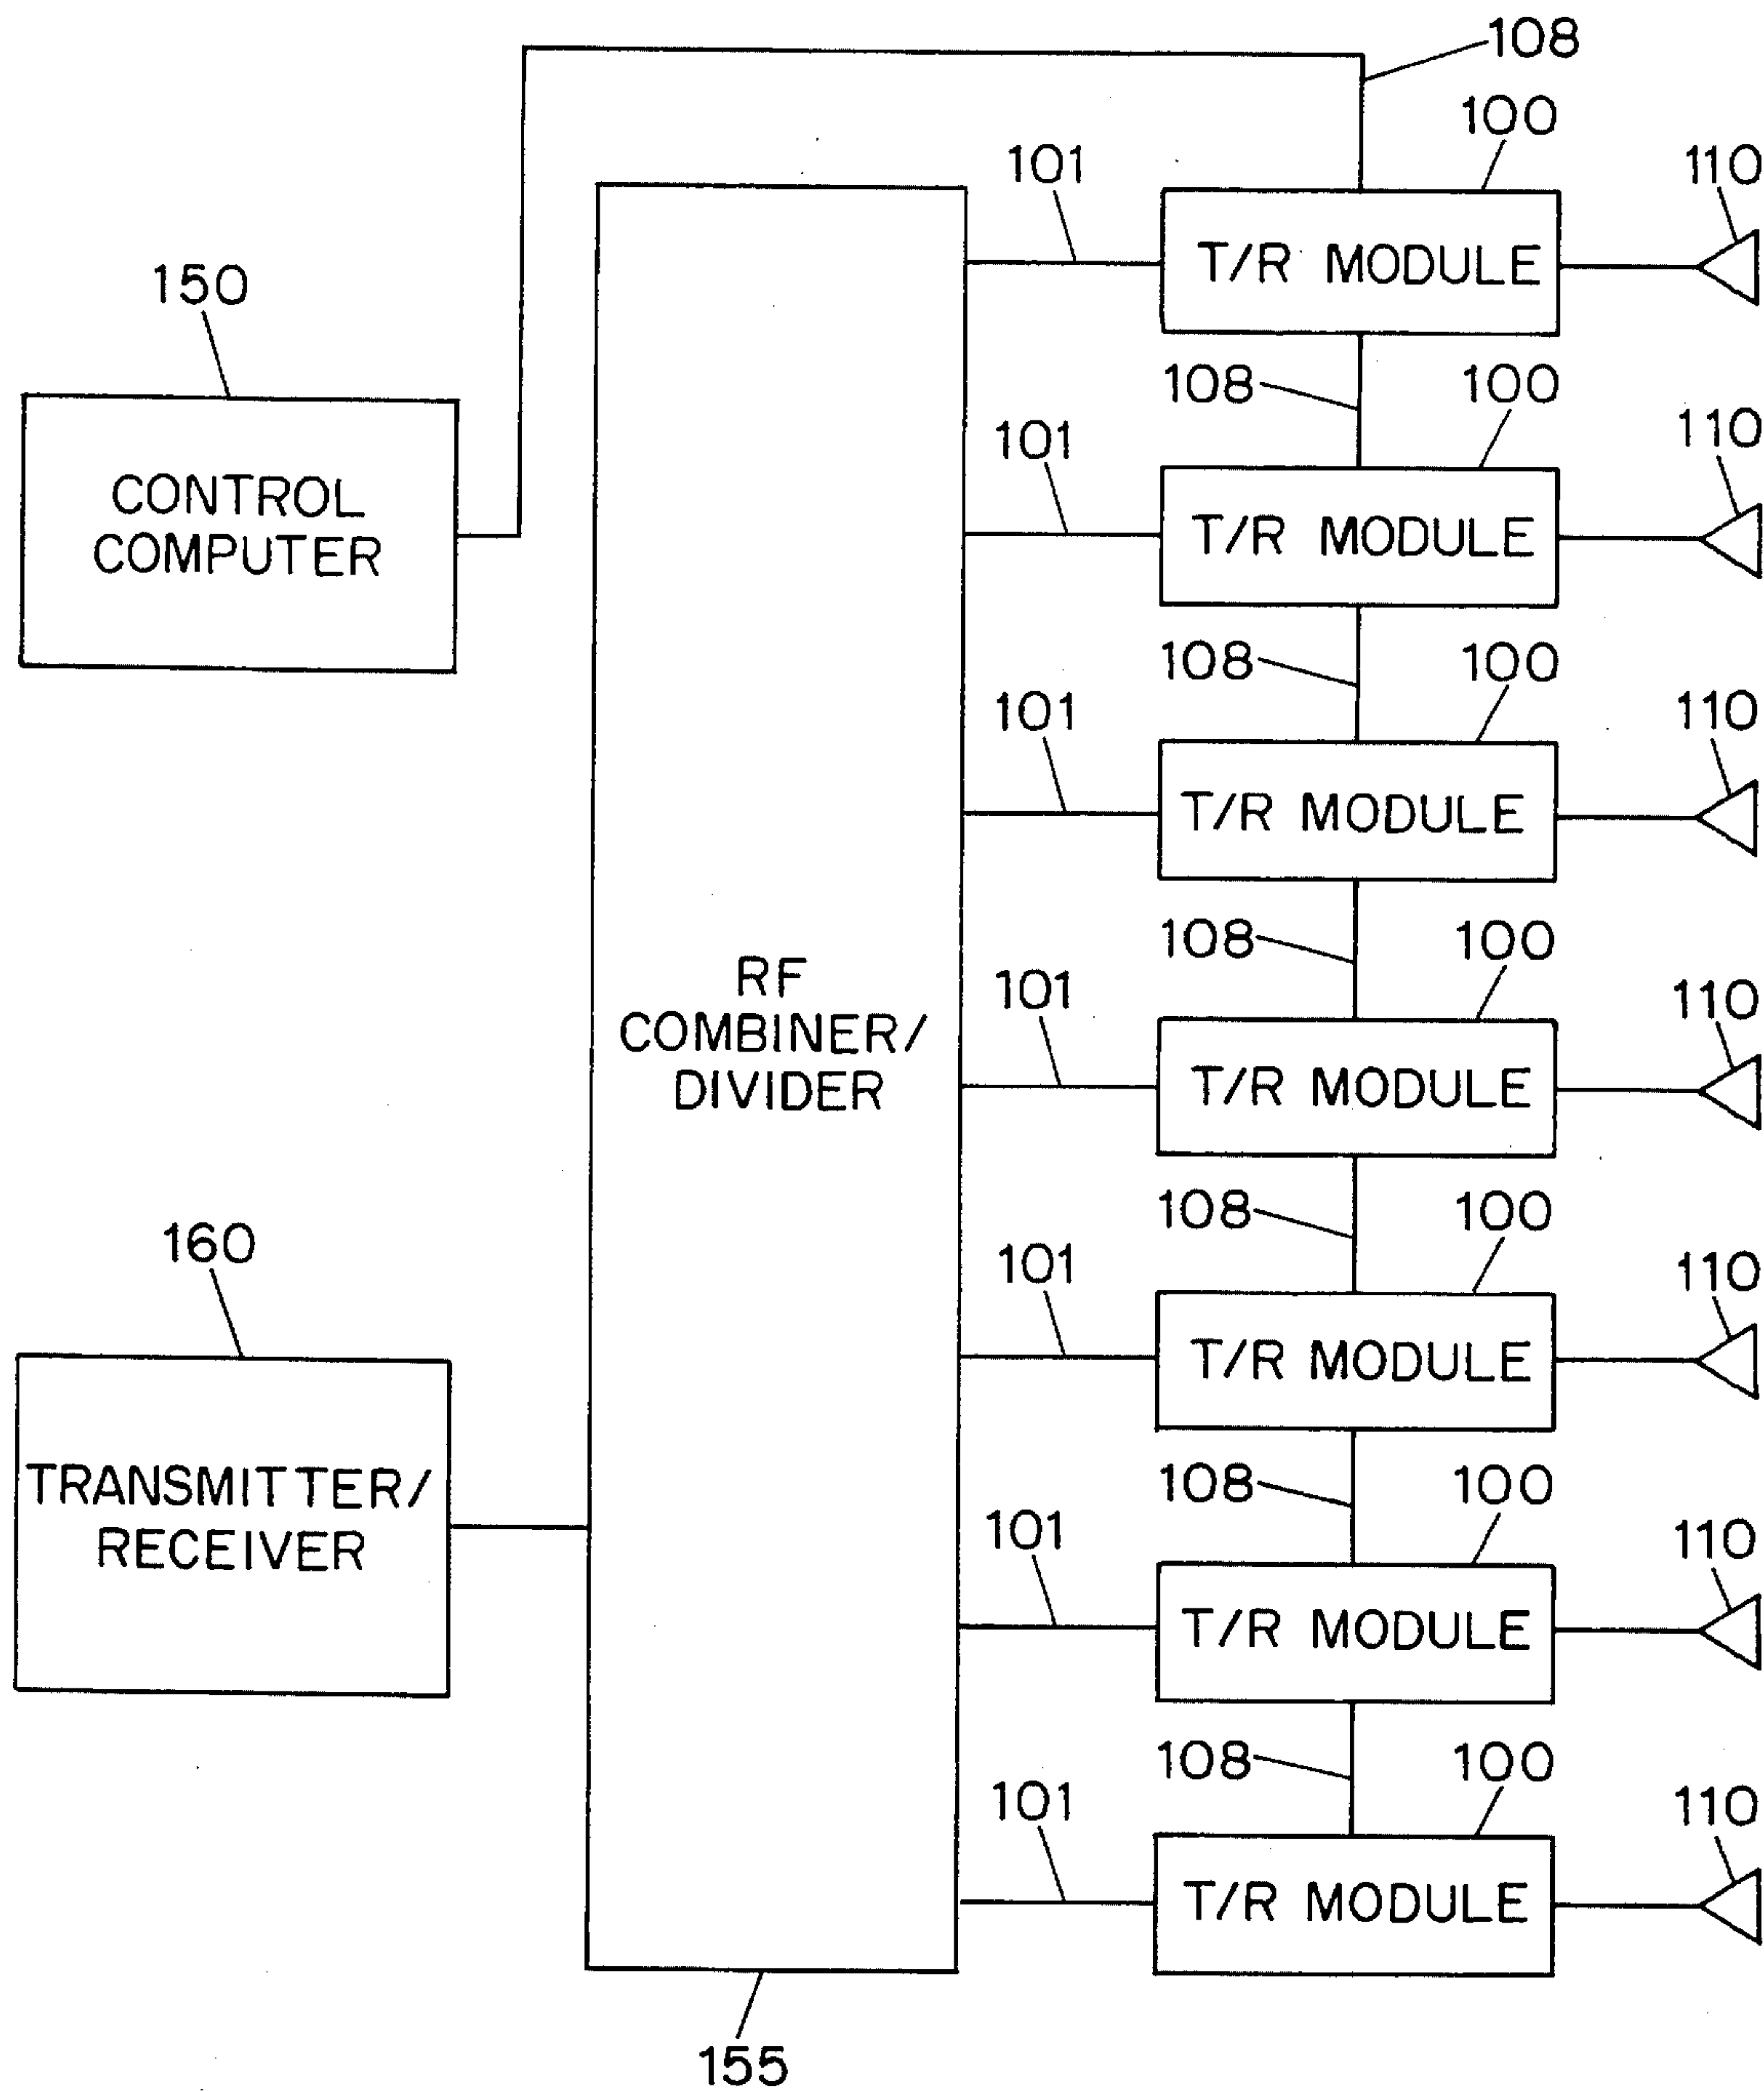 108
100
101
110
T/R MODULE
150
108
100
110
101
CONTROL
COMPUTER
T/R MODULE
108
100
101
110
T/R MODULE
108
100
RF
COMBINER/
DIVIDER
101
110
T/R MODULE
108
100
160
101
110
T/R MODULE
TRANSMITTER/
RECEIVER
108
100
101
110
T/R MODULE
108
100
101
110
T/R MODULE
155